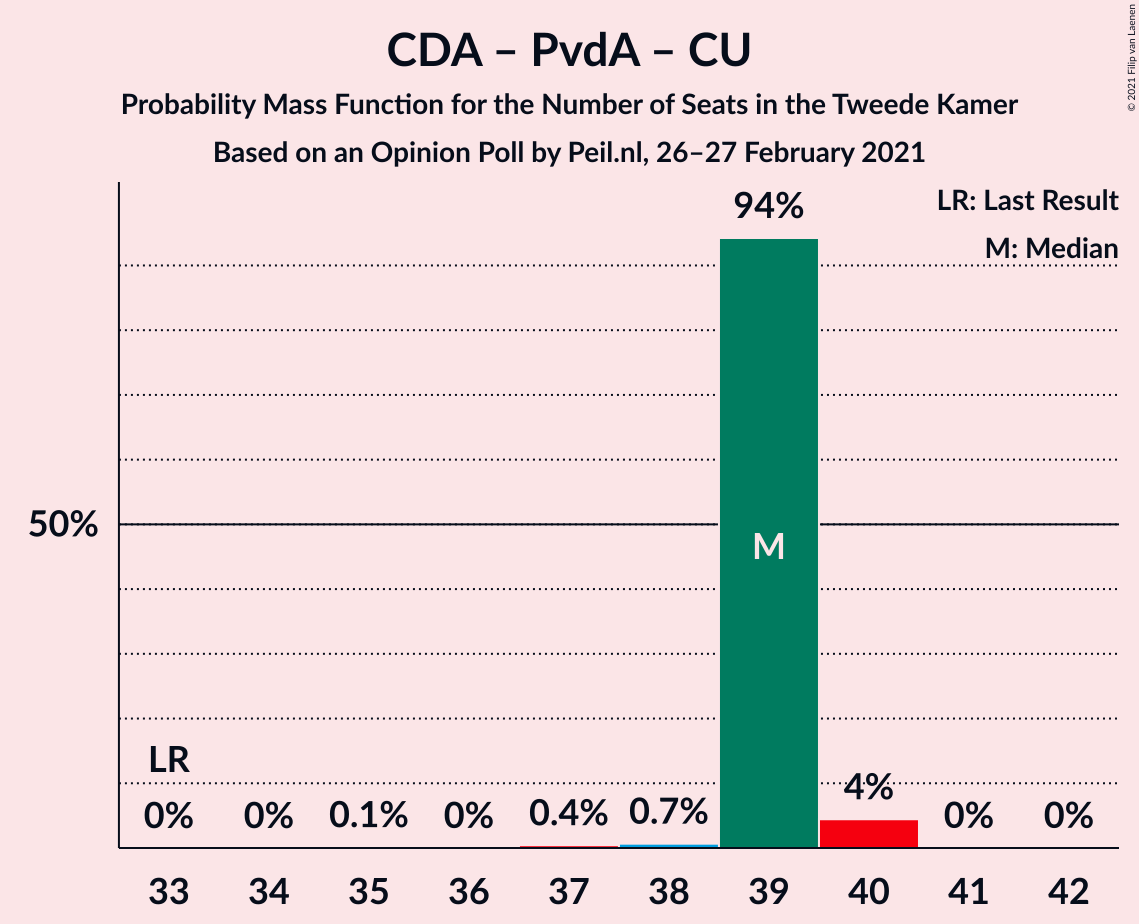 CDA – PvdA – CU
Probability Mass Function for the Number of Seats in the Tweede Kamer
Based on an Opinion Poll by Peil.nl, 26–27 February 2021
© 2021 Filip van Laenen
LR: Last Result
M: Median
94%
50%
M
LR
0% 0% 0.1% 0% 0.4% 0.7% 4% 0% 0%
33 34 35 36 37 38 39 40 41 42